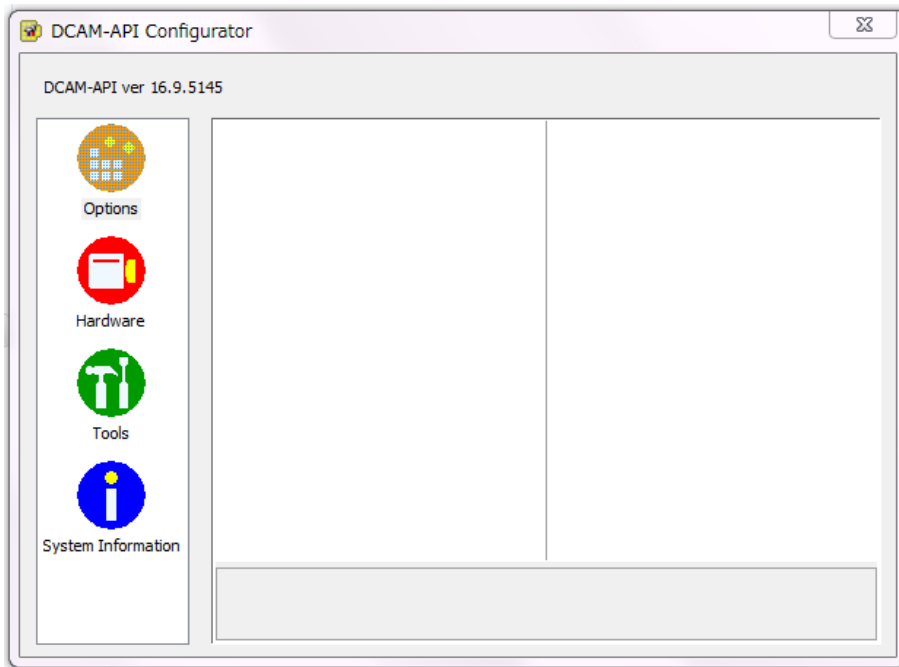 DCAM-API Configurator
DCAM-API ver 16.9.5145
Options
Hardware
Tools
System Information